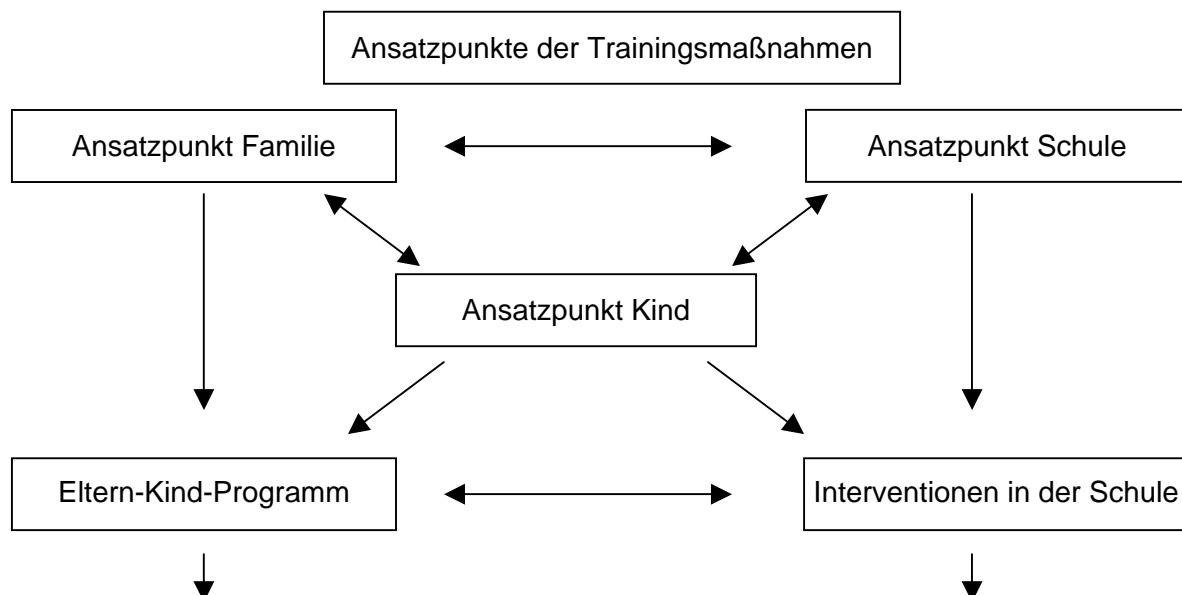 Ansatzpunkte der Trainingsmaßnahmen
Ansatzpunkt Familie
Ansatzpunkt Schule
Ansatzpunkt Kind
Eltern-Kind-Programm
Interventionen in der Schule